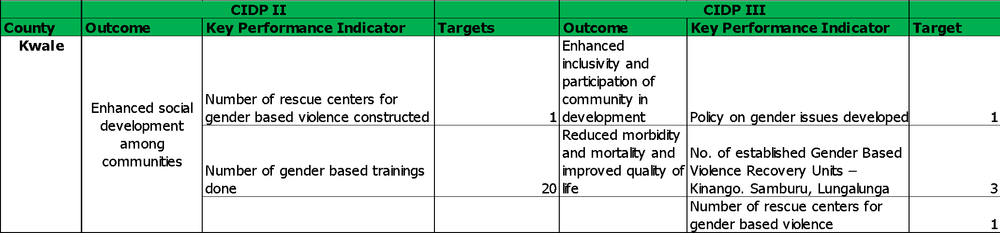 CIDP II CIDP III
County Outcome Key Performance Indicator Targets Outcome Key Performance Indicator Target
Kwale
Enhanced social
development
among
communities
Number of rescue centers for
gender based violence constructed
1
Enhanced
inclusivity and
participation of
community in
development
Policy on gender issues developed
1
Number of gender based trainings
done
20
Reduced morbidity
and mortality and
improved quality of
life
No. of established Gender Based
Violence Recovery Units –
Kinango. Samburu, Lungalunga
3
Number of rescue centers for
gender based violence
1